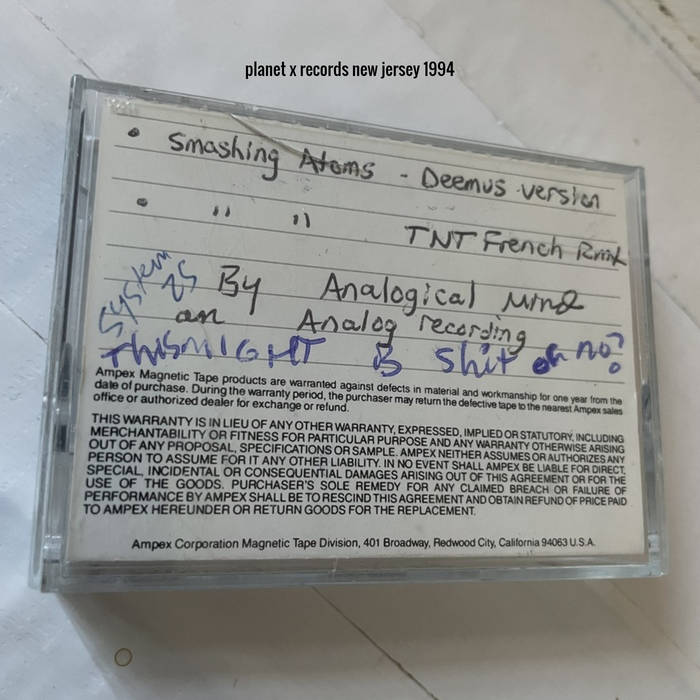 planet x records new jersey 1994
• Smashing Atoms - Deemus version
• " " TNT French Rmx
System 25 By Analogical Mind
an Analog recording
THISMIGHT B Shit oh no?
Ampex Magnetic Tape products are warranted against defects in material and workmanship for one year from the
date of purchase. During the warranty period, the purchaser may return the defective tape to the nearest Ampex sales
office or authorized dealer for exchange or refund.
THIS WARRANTY IS IN LIEU OF ANY OTHER WARRANTY, EXPRESSED, IMPLIED OR STATUTORY, INCLUDING
MERCHANTABILITY OR FITNESS FOR PARTICULAR PURPOSE AND ANY WARRANTY OTHERWISE ARISING
OUT OF ANY PROPOSAL, SPECIFICATIONS OR SAMPLE. AMPEX NEITHER ASSUMES OR AUTHORIZES ANY
PERSON TO ASSUME FOR IT ANY OTHER LIABILITY. IN NO EVENT SHALL AMPEX BE LIABLE FOR DIRECT,
SPECIAL, INCIDENTAL OR CONSEQUENTIAL DAMAGES ARISING OUT OF THIS AGREEMENT OR FOR THE
USE OF THE GOODS. PURCHASER'S SOLE REMEDY FOR ANY CLAIMED BREACH OR FAILURE OF
PERFORMANCE BY AMPEX SHALL BE TO RESCIND THIS AGREEMENT AND OBTAIN REFUND OF PRICE PAID
TO AMPEX HEREUNDER OR RETURN GOODS FOR THE REPLACEMENT.
Ampex Corporation Magnetic Tape Division, 401 Broadway, Redwood City, California 94063 U.S.A.